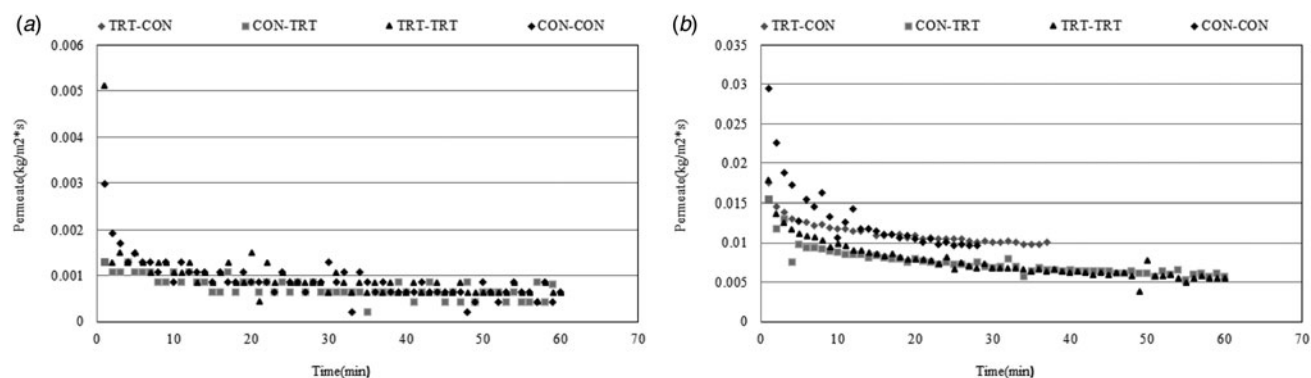 (a)
TRT-CON CON-TRT TRT-TRT CON-CON
0.006
0.005
0.004
0.003
0.002
0.001
0
Permeato(kg/m2*s)
0 10 20 30 40 50 60 70
Time(min)
(b)
TRT-CON CON-TRT TRT-TRT CON-CON
0.035
0.03
0.025
0.02
0.015
0.01
0.005
0
Permeato(kg/m2*s)
0 10 20 30 40 50 60 70
Time(min)